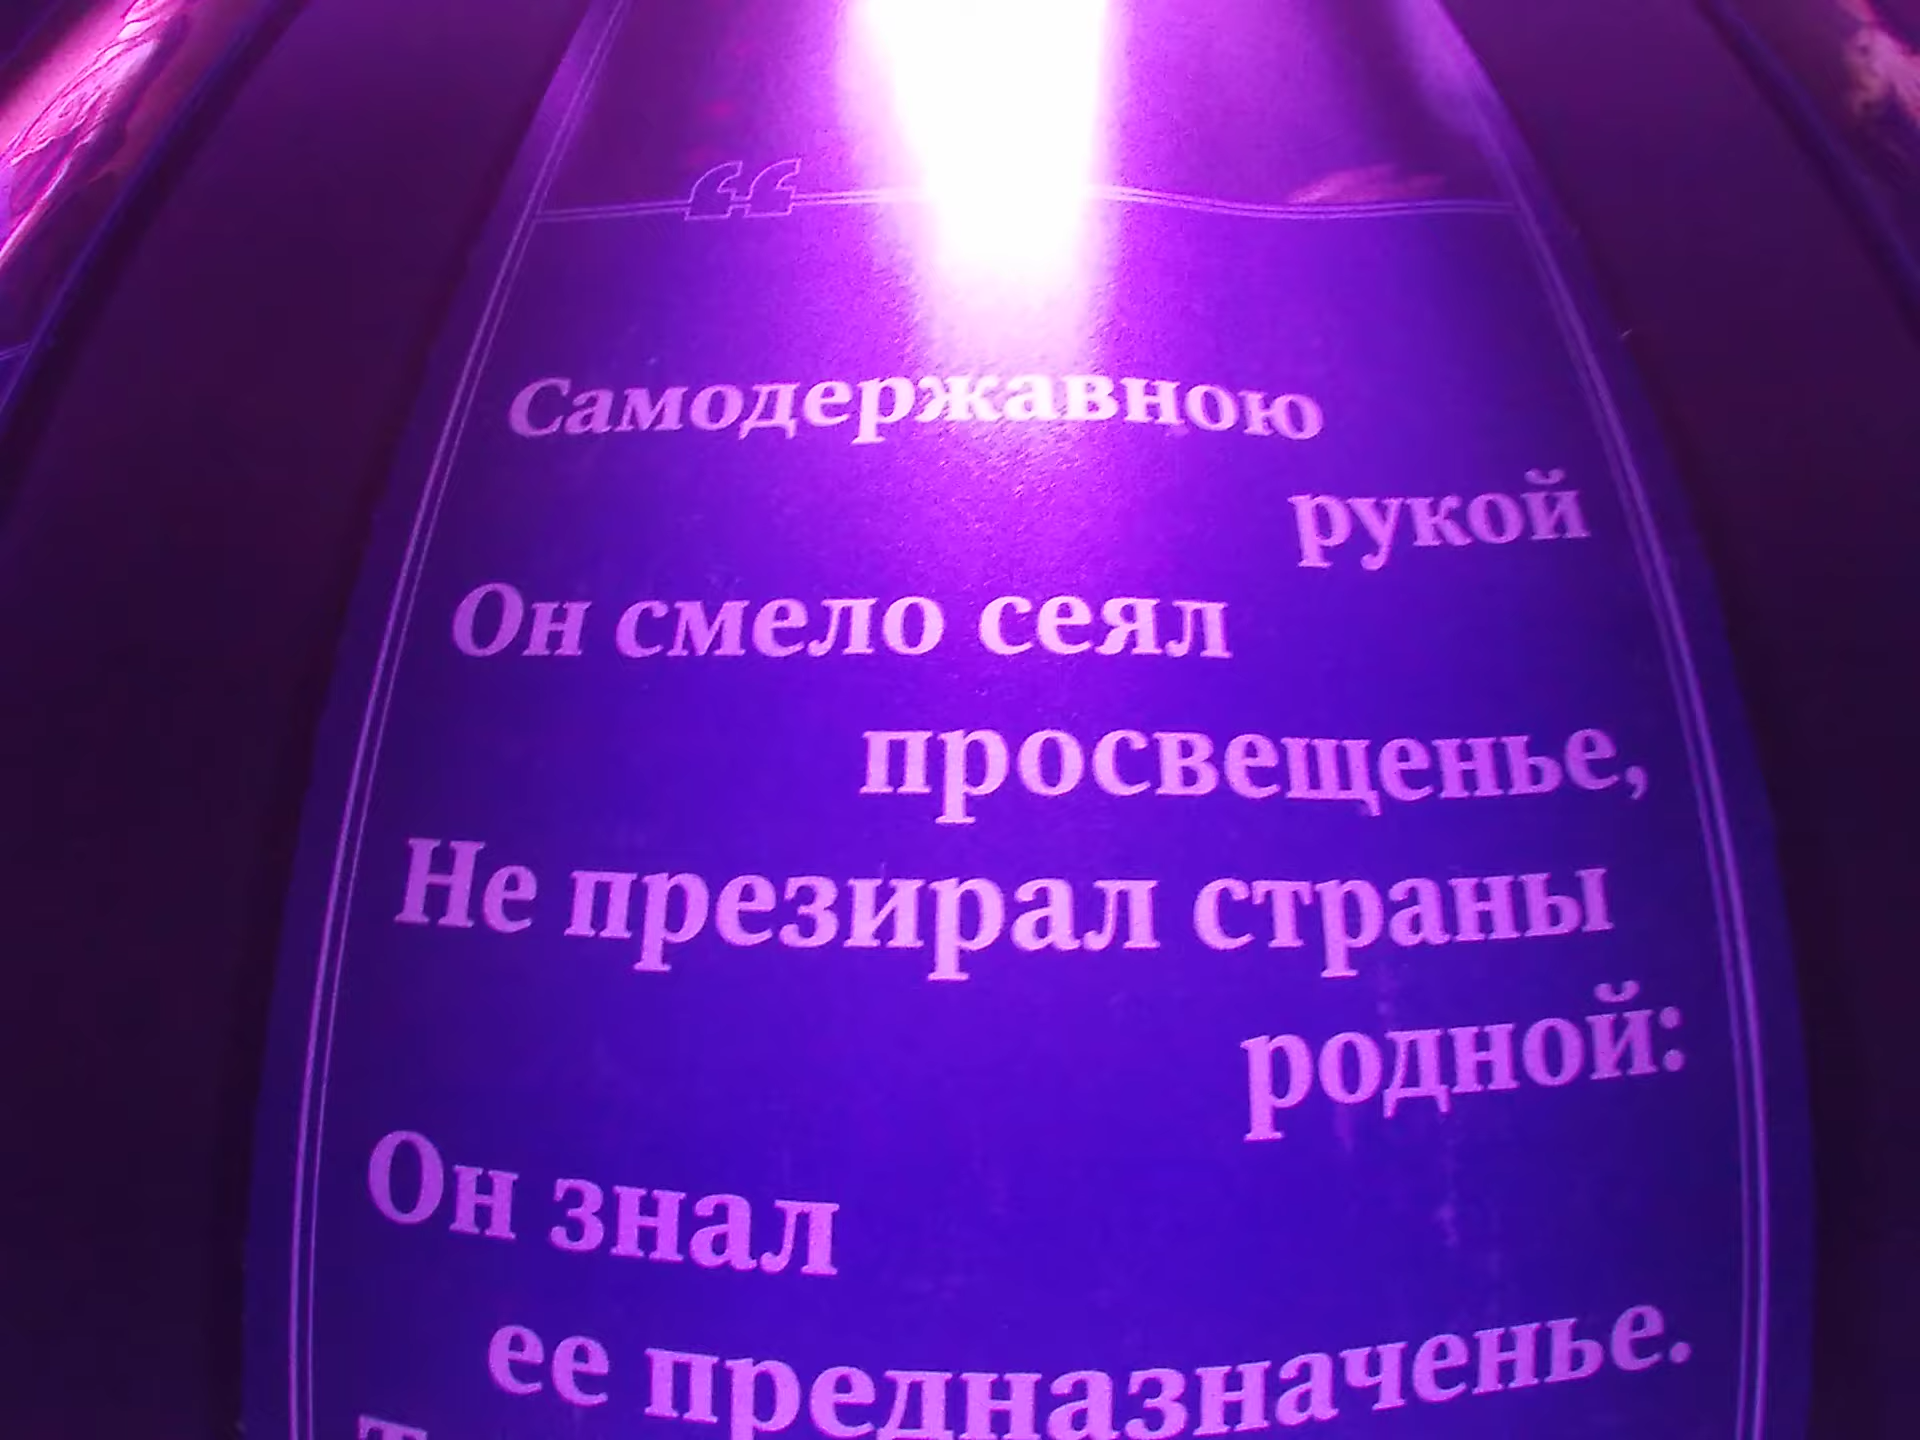 Самодержавною
рукой
Он смело сеял
просвещенье,
Не презирал страны
родной:
Он знал
ее предназначенье.